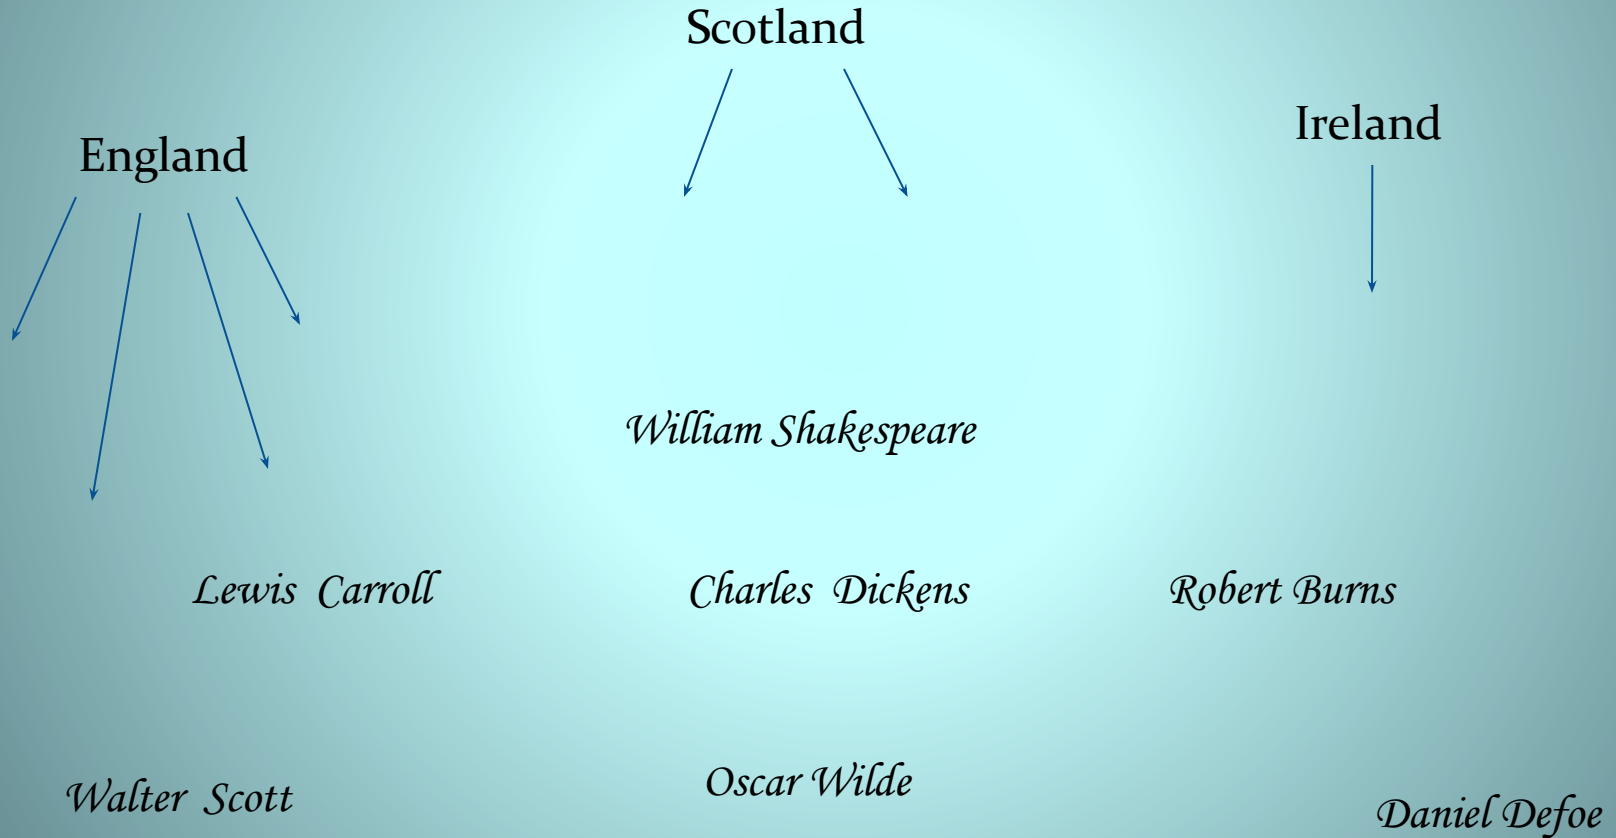 Scotland
Ireland
England
William Shakespeare
Lewis Carroll
Charles Dickens
Robert Burns
Oscar Wilde
Walter Scott
Daniel Defoe